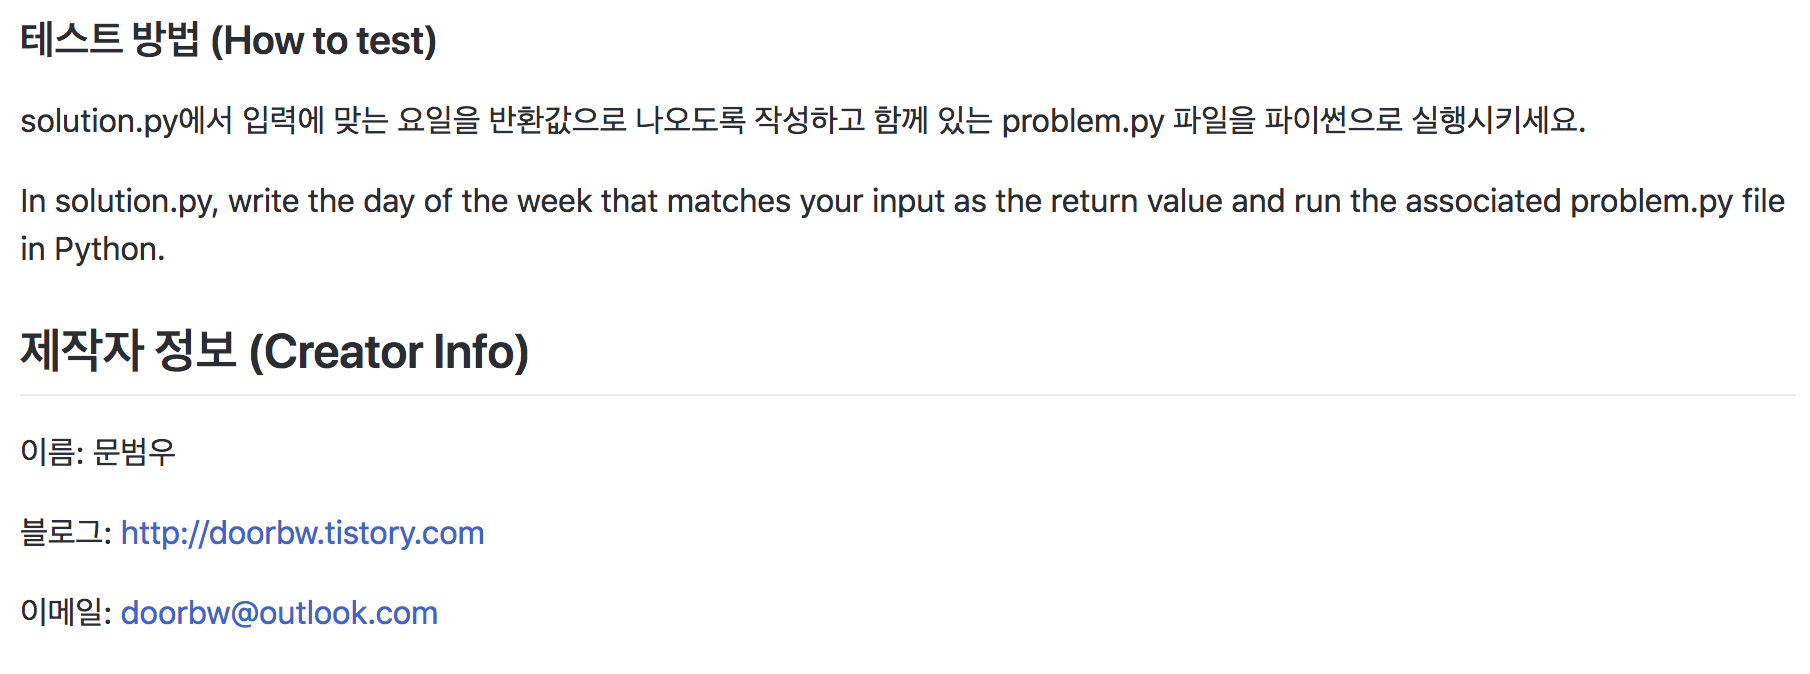 테스트 방법 (How to test)
solution.py에서 입력에 맞는 요일을 반환값으로 나오도록 작성하고 함께 있는 problem.py 파일을 파이썬으로 실행시키세요.
In solution.py, write the day of the week that matches your input as the return value and run the associated problem.py file
in Python.
제작자 정보 (Creator Info)
이름: 문범우
블로그: http://doorbw.tistory.com
이메일: doorbw@outlook.com